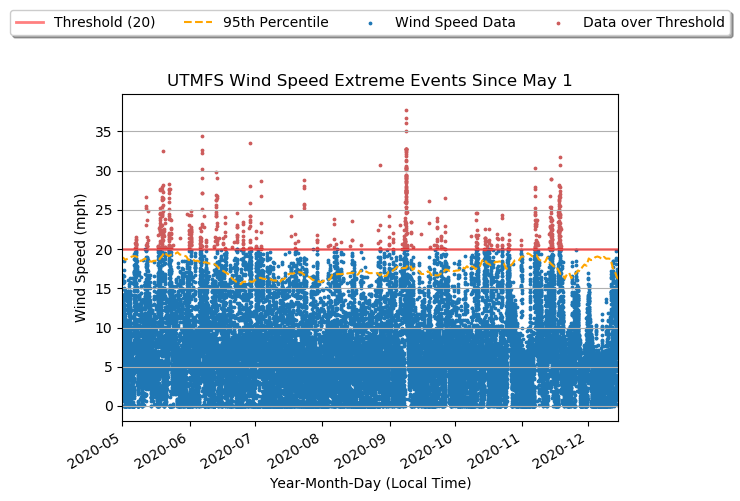 Threshold (20) 95th Percentile Wind Speed Data Data over Threshold
UTMFS Wind Speed Extreme Events Since May 1
Wind Speed (mph)
35
30
25
20
15
10
5
0
2020-05 2020-06 2020-07 2020-08 2020-09 2020-10 2020-11 2020-12
Year-Month-Day (Local Time)